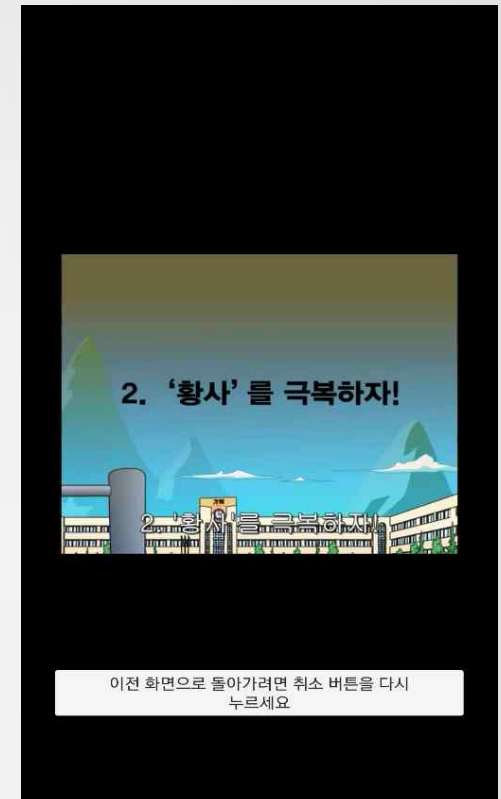 2. ‘황사’를 극복하자!
2. '황사'를 극복하자!
이전 화면으로 돌아가려면 취소 버튼을 다시
누르세요